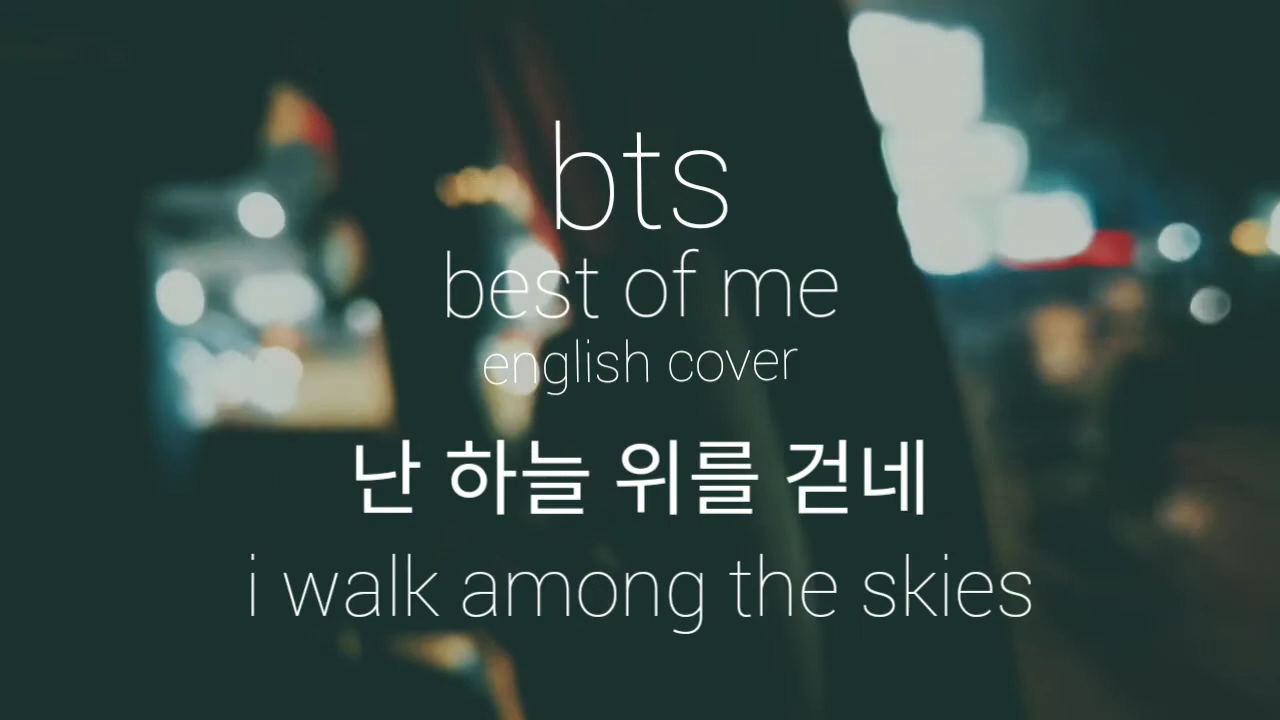 bts
best of me
english cover
난 하늘 위를 걷네
i walk among the skies